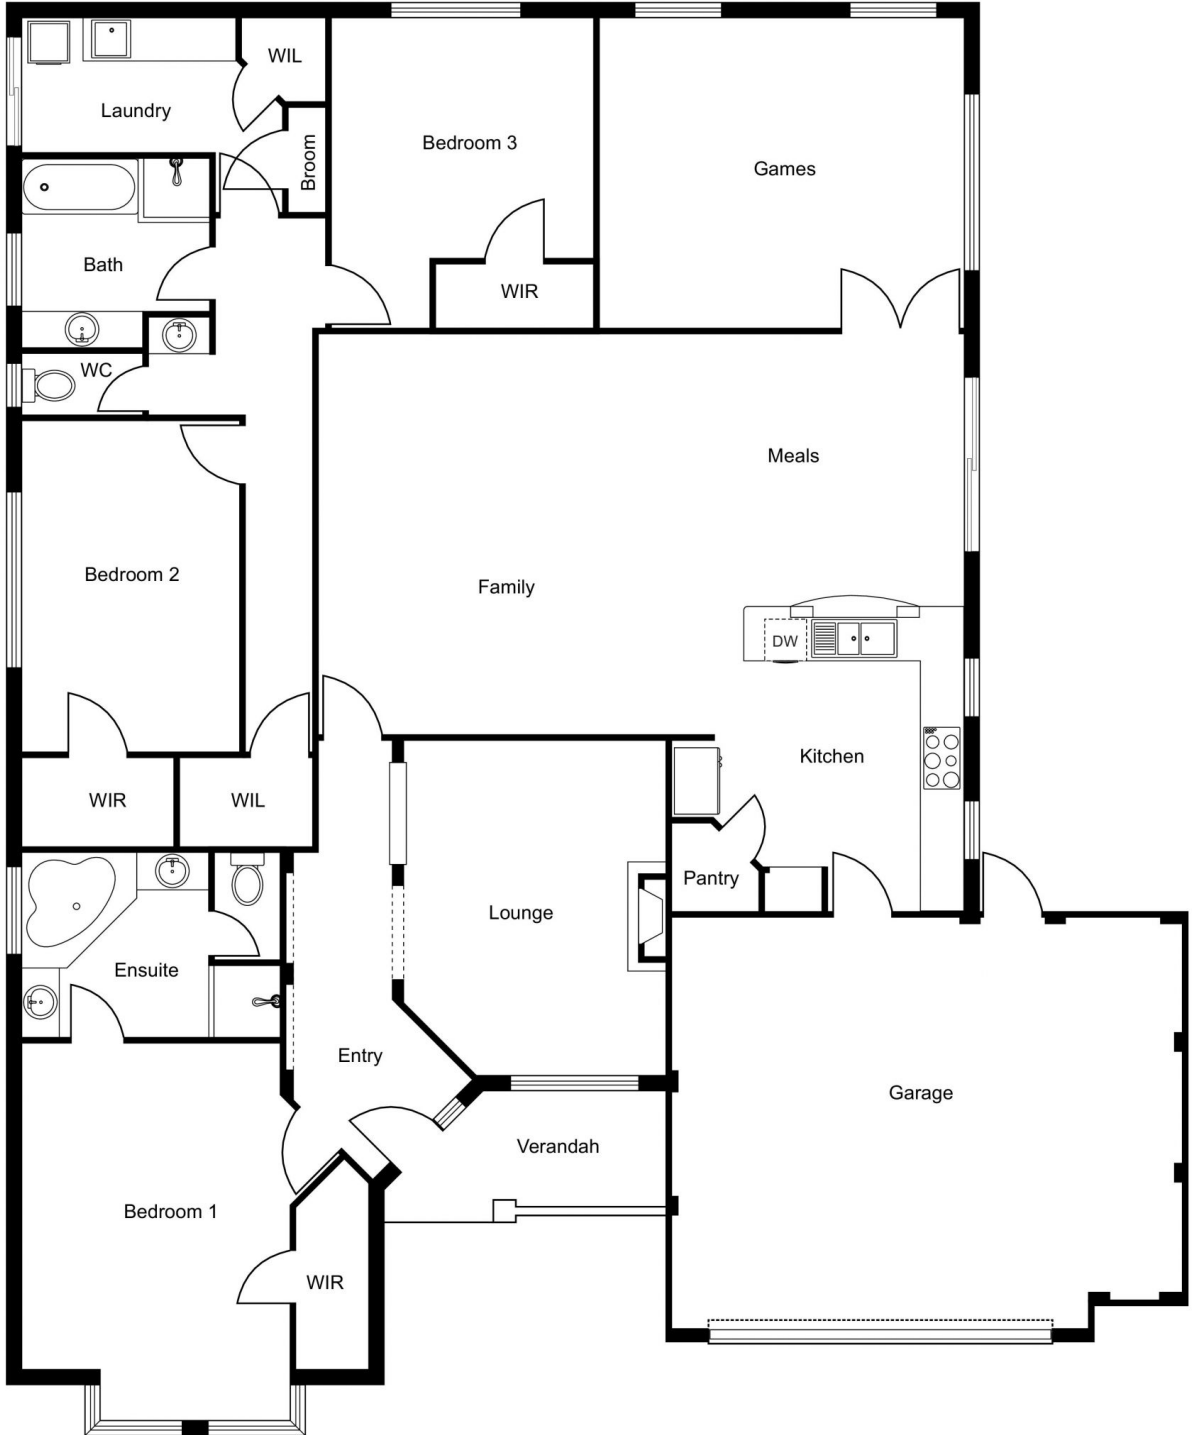 WIL
Laundry
Broom
Bedroom 3
Games
Bath
WIR
WC
Meals
Bedroom 2
Family
DW
Kitchen
WIR
WIL
Pantry
Lounge
Ensuite
Entry
Garage
Verandah
Bedroom 1
WIR